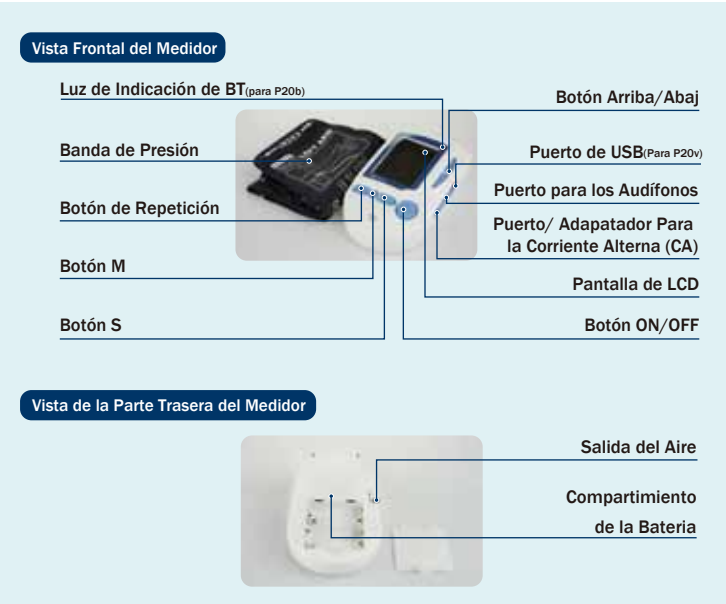 Vista Frontal del Medidor
Luz de Indicación de BT(para P20b)
Banda de Presión
Botón de Repetición
Botón M
Botón S
Botón Arriba/Abaj
Puerto de USB(Para P20v)
Puerto para los Audífonos
Puerto/ Adapatador Para
la Corriente Alterna (CA)
Pantalla de LCD
Botón ON/OFF
Vista de la Parte Trasera del Medidor
Salida del Aire
Compartimiento
de la Bateria